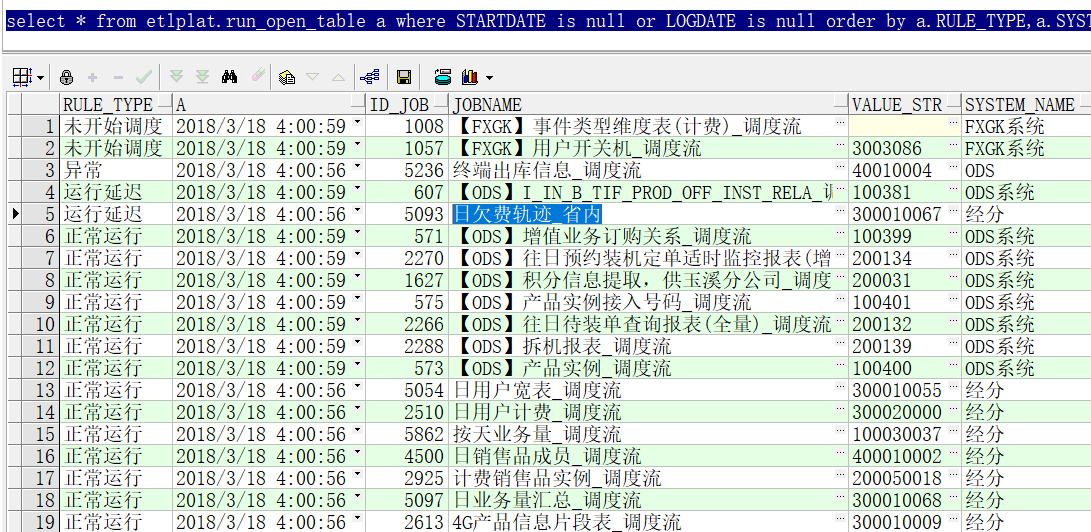 select * from etlplat.run_open_table a where STARTDATE is null or LOGDATE is null order by a.RULE_TYPE,a.SYST
RULE_TYPE A ID_JOB JOBNAME VALUE_STR SYSTEM_NAME
1 未开始调度 2018/3/18 4:00:59 1008 【FXGK】事件类型维度表(计费)_调度流 FXGK系统
2 未开始调度 2018/3/18 4:00:59 1057 【FXGK】用户开关机_调度流 3003086 FXGK系统
3 异常 2018/3/18 4:00:56 5236 终端出库信息_调度流 40010004 ODS
4 运行延迟 2018/3/18 4:00:59 607 【ODS】I_IN_B_TIF_PROD_OFF_INST_RELA_调 100381 ODS系统
5 运行延迟 2018/3/18 4:00:56 5093 日欠费轨迹_省内 300010067 经分
6 正常运行 2018/3/18 4:00:59 571 【ODS】增值业务订购关系_调度流 100399 ODS系统
7 正常运行 2018/3/18 4:00:59 2270 【ODS】往日预约装机定单适时监控报表(增 200134 ODS系统
8 正常运行 2018/3/18 4:00:59 1627 【ODS】积分信息提取，供玉溪分公司_调度 200031 ODS系统
9 正常运行 2018/3/18 4:00:59 575 【ODS】产品实例接入号码_调度流 100401 ODS系统
10 正常运行 2018/3/18 4:00:59 2266 【ODS】往日待装单查询报表(全量)_调度流 200132 ODS系统
11 正常运行 2018/3/18 4:00:59 2288 【ODS】拆机报表_调度流 200139 ODS系统
12 正常运行 2018/3/18 4:00:59 573 【ODS】产品实例_调度流 100400 ODS系统
13 正常运行 2018/3/18 4:00:56 5054 日用户宽表_调度流 300010055 经分
14 正常运行 2018/3/18 4:00:56 2510 日用户计费_调度流 300020000 经分
15 正常运行 2018/3/18 4:00:56 5862 按天业务量_调度流 100030037 经分
16 正常运行 2018/3/18 4:00:56 4500 日销售品成员_调度流 400010002 经分
17 正常运行 2018/3/18 4:00:56 2925 计费销售品实例_调度流 200050018 经分
18 正常运行 2018/3/18 4:00:56 5097 日业务量汇总_调度流 300010068 经分
19 正常运行 2018/3/18 4:00:56 2613 4G产品信息片段表_调度流 300010009 经分